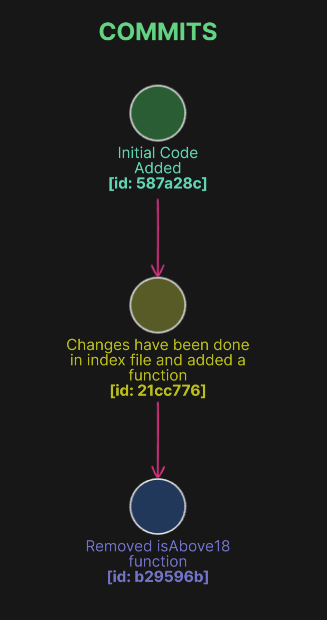 COMMITS
Initial Code
Added
[id: 587a28c]
Changes have been done
in index file and added a
function
[id: 21cc776]
Removed isAbove18
function
[id: b29596b]